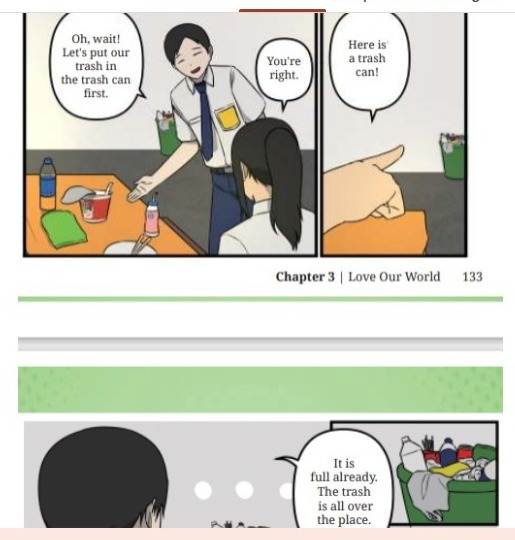 Oh, wait!
Let's put our
trash in
the trash can
first.
You're
right.
Here is
a trash
can!
Chapter 3 | Love Our World 133
It is
full already.
The trash
is all over
the place.